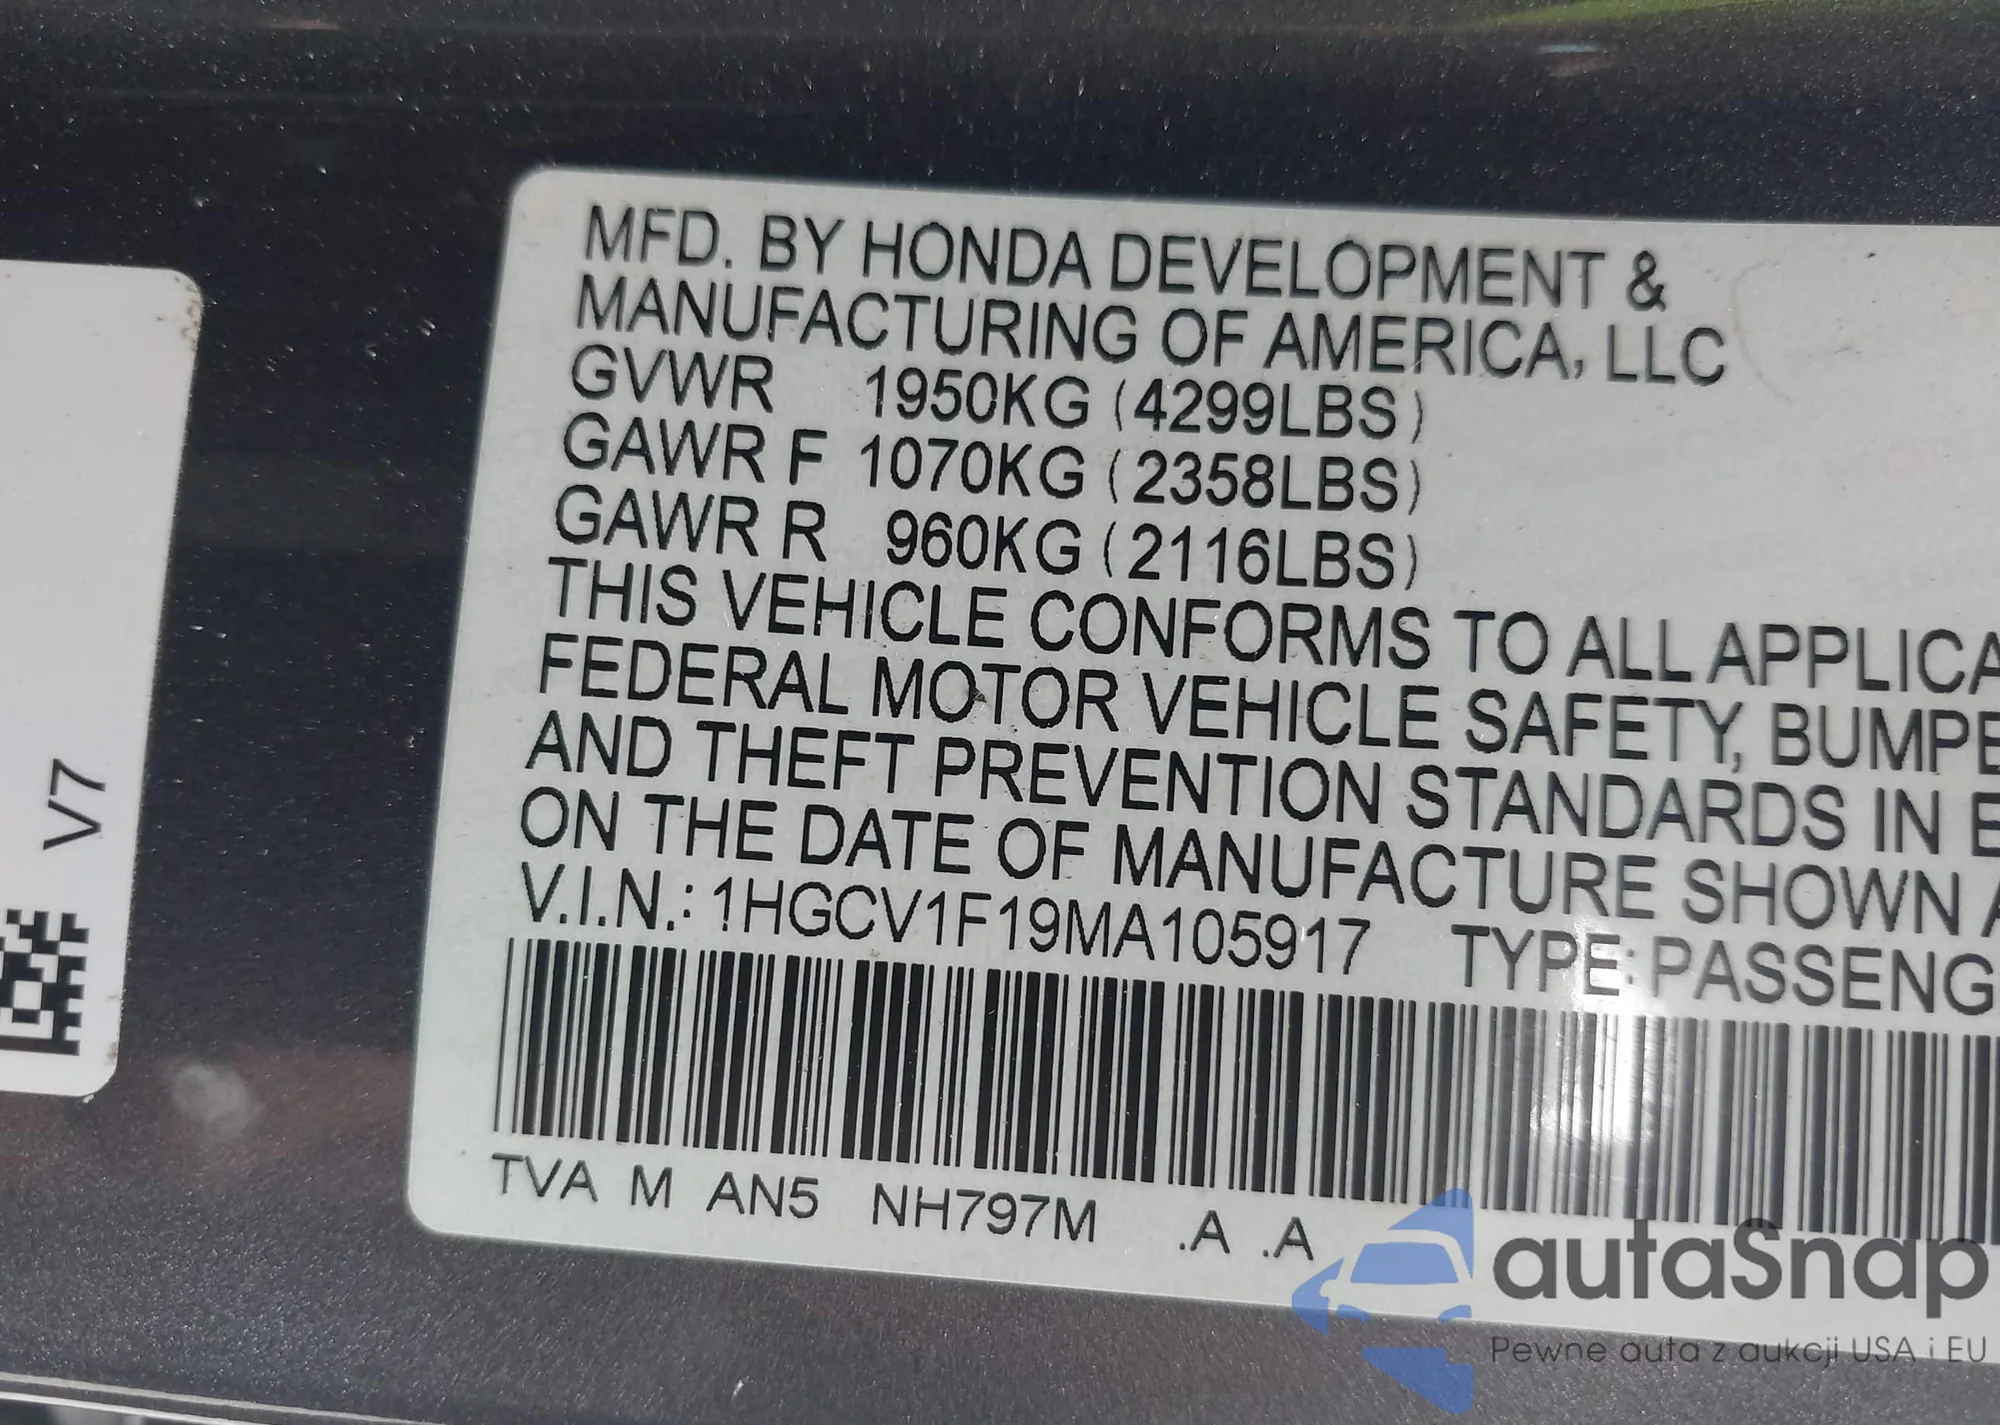 MFD. BY HONDA DEVELOPMENT &
MANUFACTURING OF AMERICA, LLC
GVWR 1950KG (4299LBS)
GAWR F 1070KG (2358LBS)
GAWR R 960KG (2116LBS)
THIS VEHICLE CONFORMS TO ALL APPLICA
FEDERAL MOTOR VEHICLE SAFETY, BUMPE
AND THEFT PREVENTION STANDARDS IN E
ON THE DATE OF MANUFACTURE SHOWN A
V.I.N.: 1HGCV1F19MA105917 TYPE: PASSENG
TVA M AN5 NH797M .A .A
V7
autaSnap
Pewne auta z aukcji USA i EU